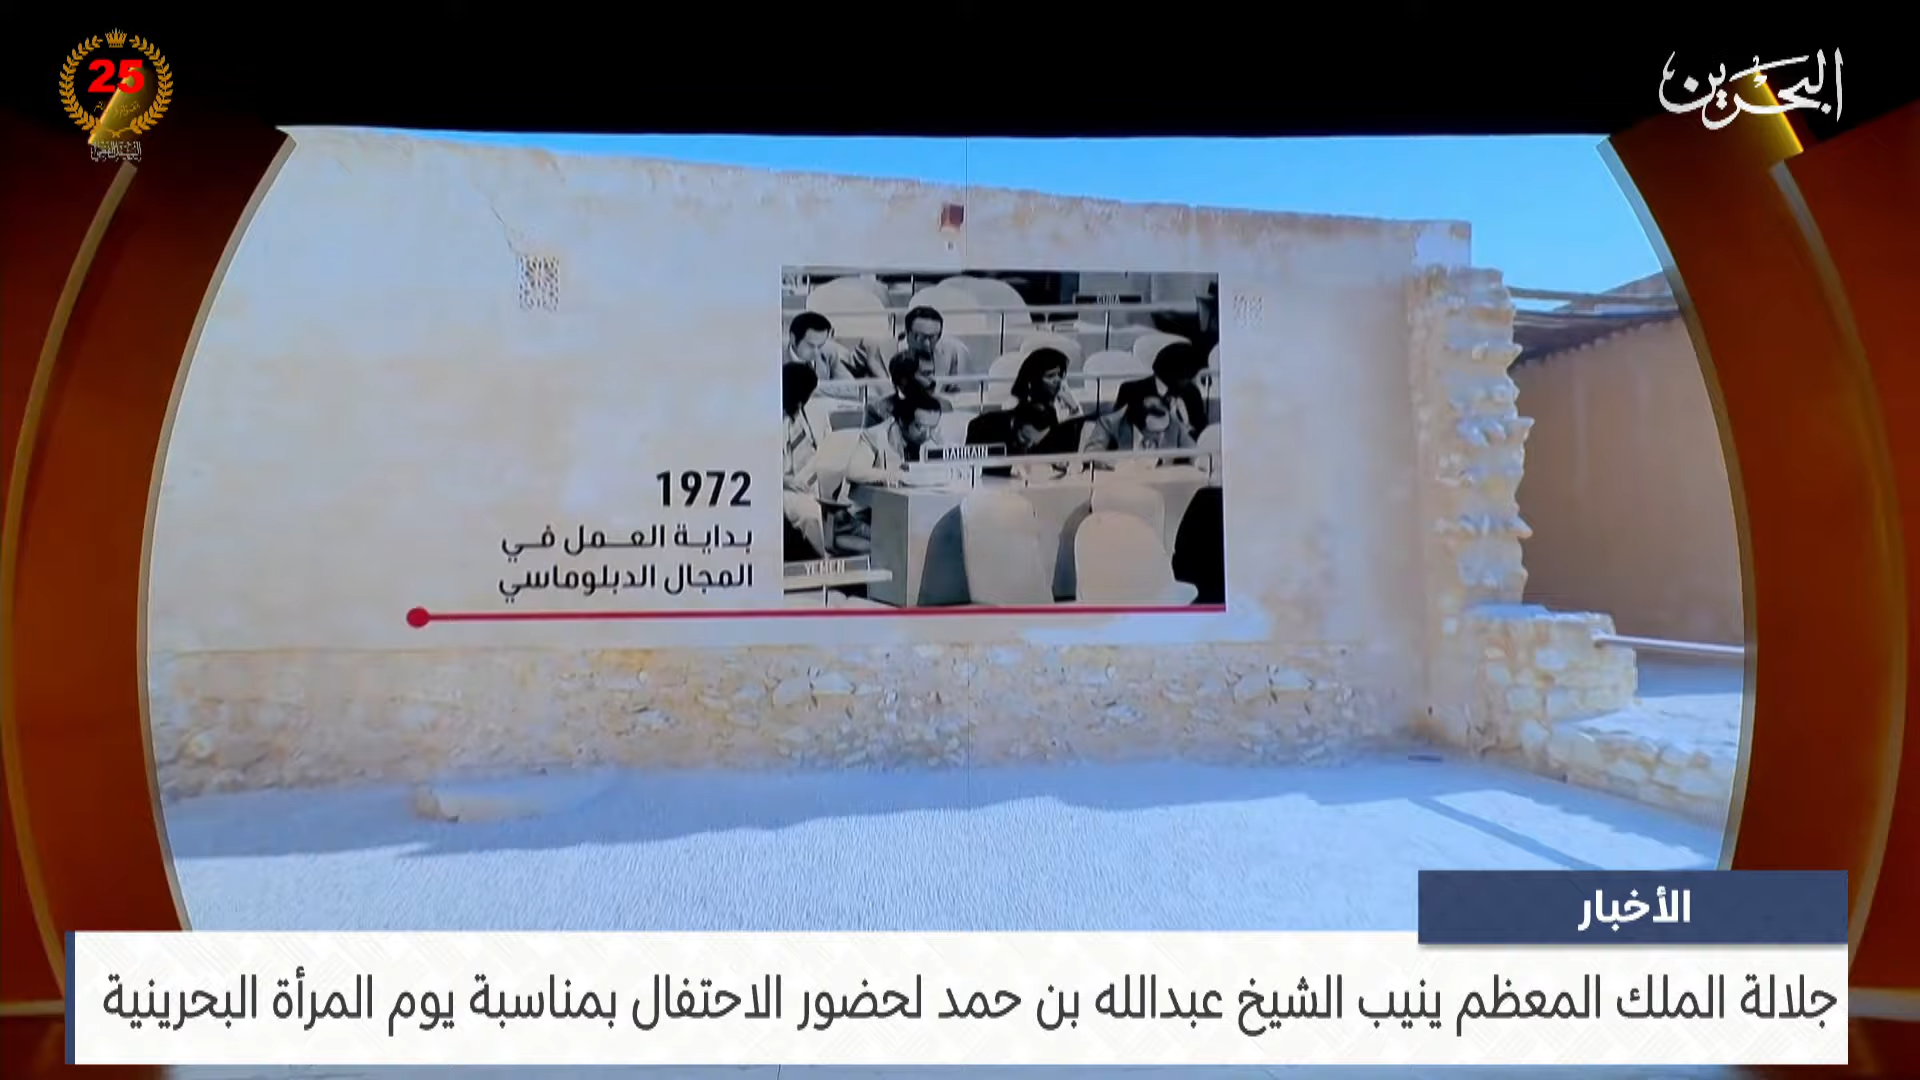 25
البحرين
CUBA
BAHRAIN
YEMEN
1972
بداية العمل في
المجال الدبلوماسي
الأخبار
جلالة الملك المعظم ينيب الشيخ عبدالله بن حمد لحضور الاحتفال بمناسبة يوم المرأة البحرينية